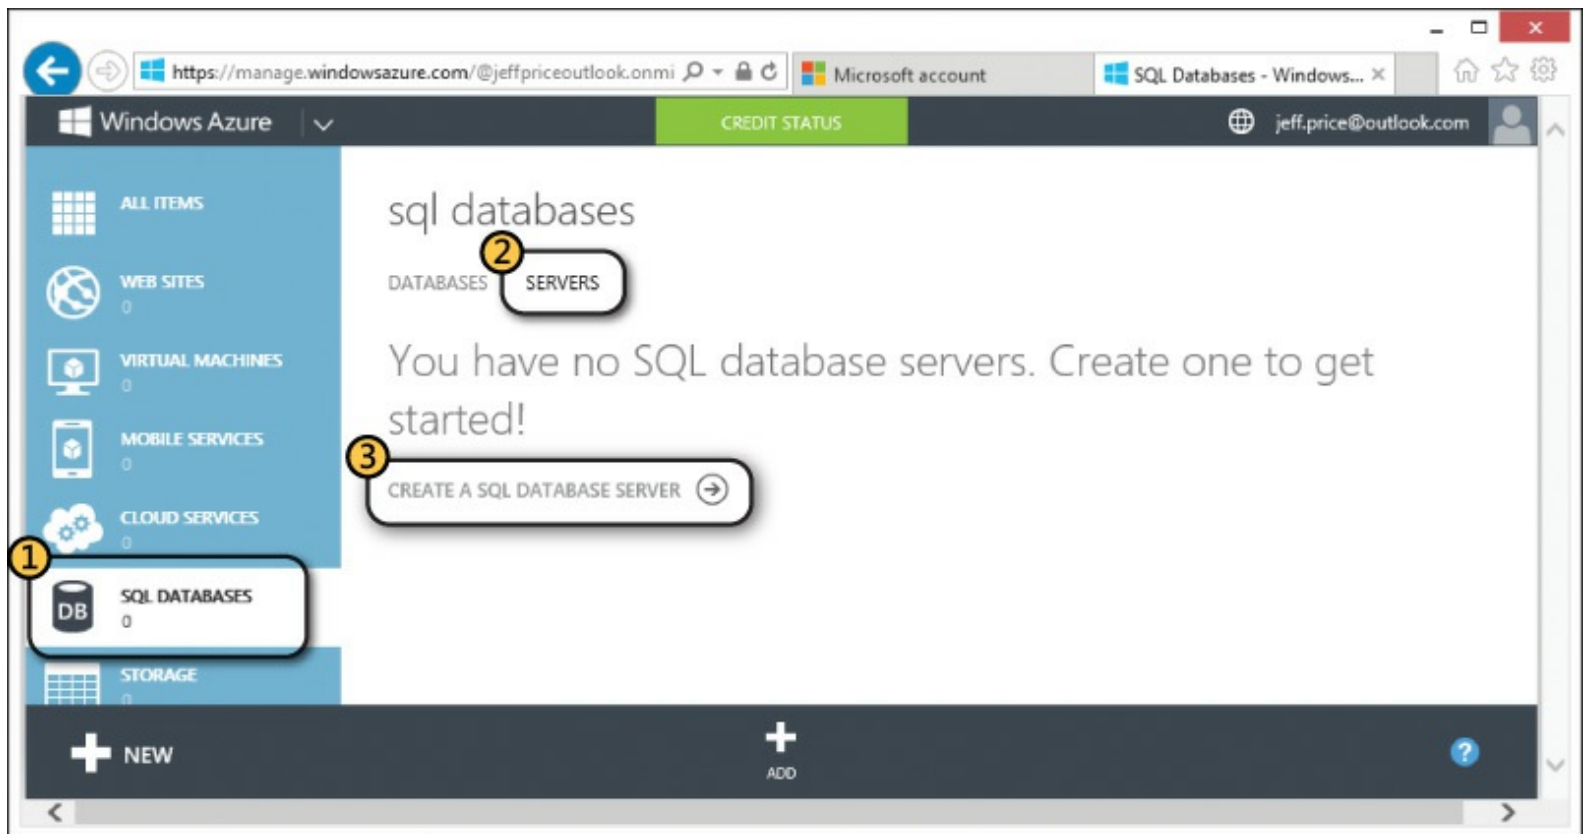 https://manage.windowsazure.com/@jeffpriceoutlook.onmi
Microsoft account
SQL Databases - Windows...
Windows Azure
CREDIT STATUS
jeff.price@outlook.com
ALL ITEMS
WEB SITES
0
VIRTUAL MACHINES
0
MOBILE SERVICES
0
CLOUD SERVICES
0
1
DB
SQL DATABASES
0
STORAGE
0
sql databases
2
DATABASES
SERVERS
You have no SQL database servers. Create one to get
started!
3
CREATE A SQL DATABASE SERVER
NEW
ADD
?